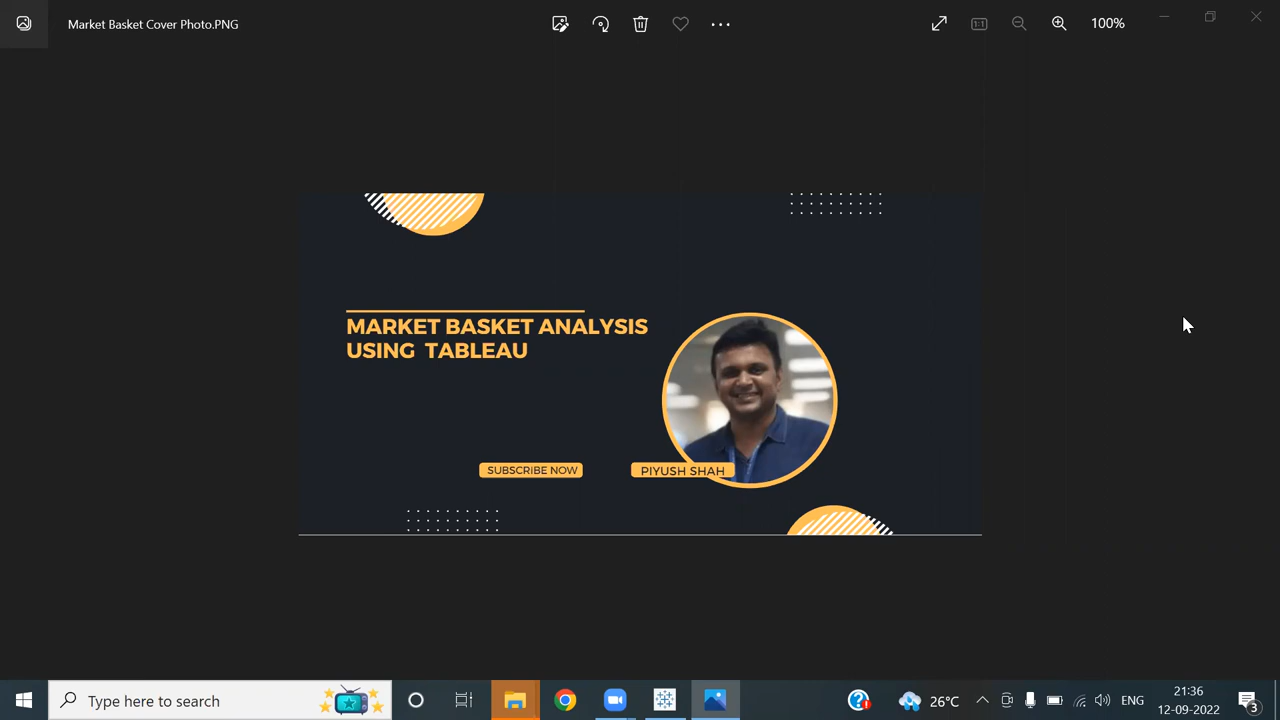 Market Basket Cover Photo.PNG
100%
MARKET BASKET ANALYSIS
USING TABLEAU
SUBSCRIBE NOW
PIYUSH SHAH
Type here to search
26°C
ENG
21:36
12-09-2022
3